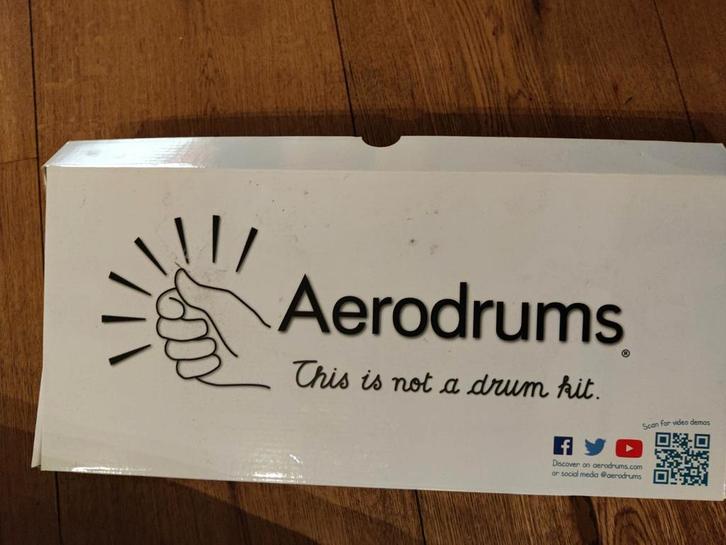 Aerodrums®
This is not a drum kit.
Scan for video demos
Discover on aerodrums.com
or social media @aerodrums